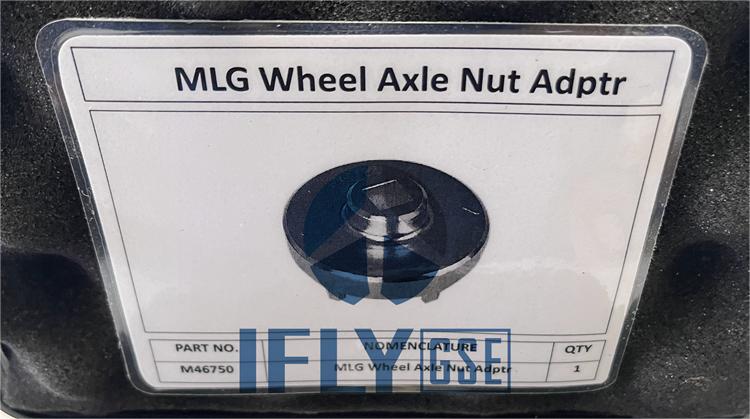 MLG Wheel Axle Nut Adptr
IFLY GSE
PART NO. NOMENCLATURE QTY
M46750 MLG Wheel Axle Nut Adptr 1